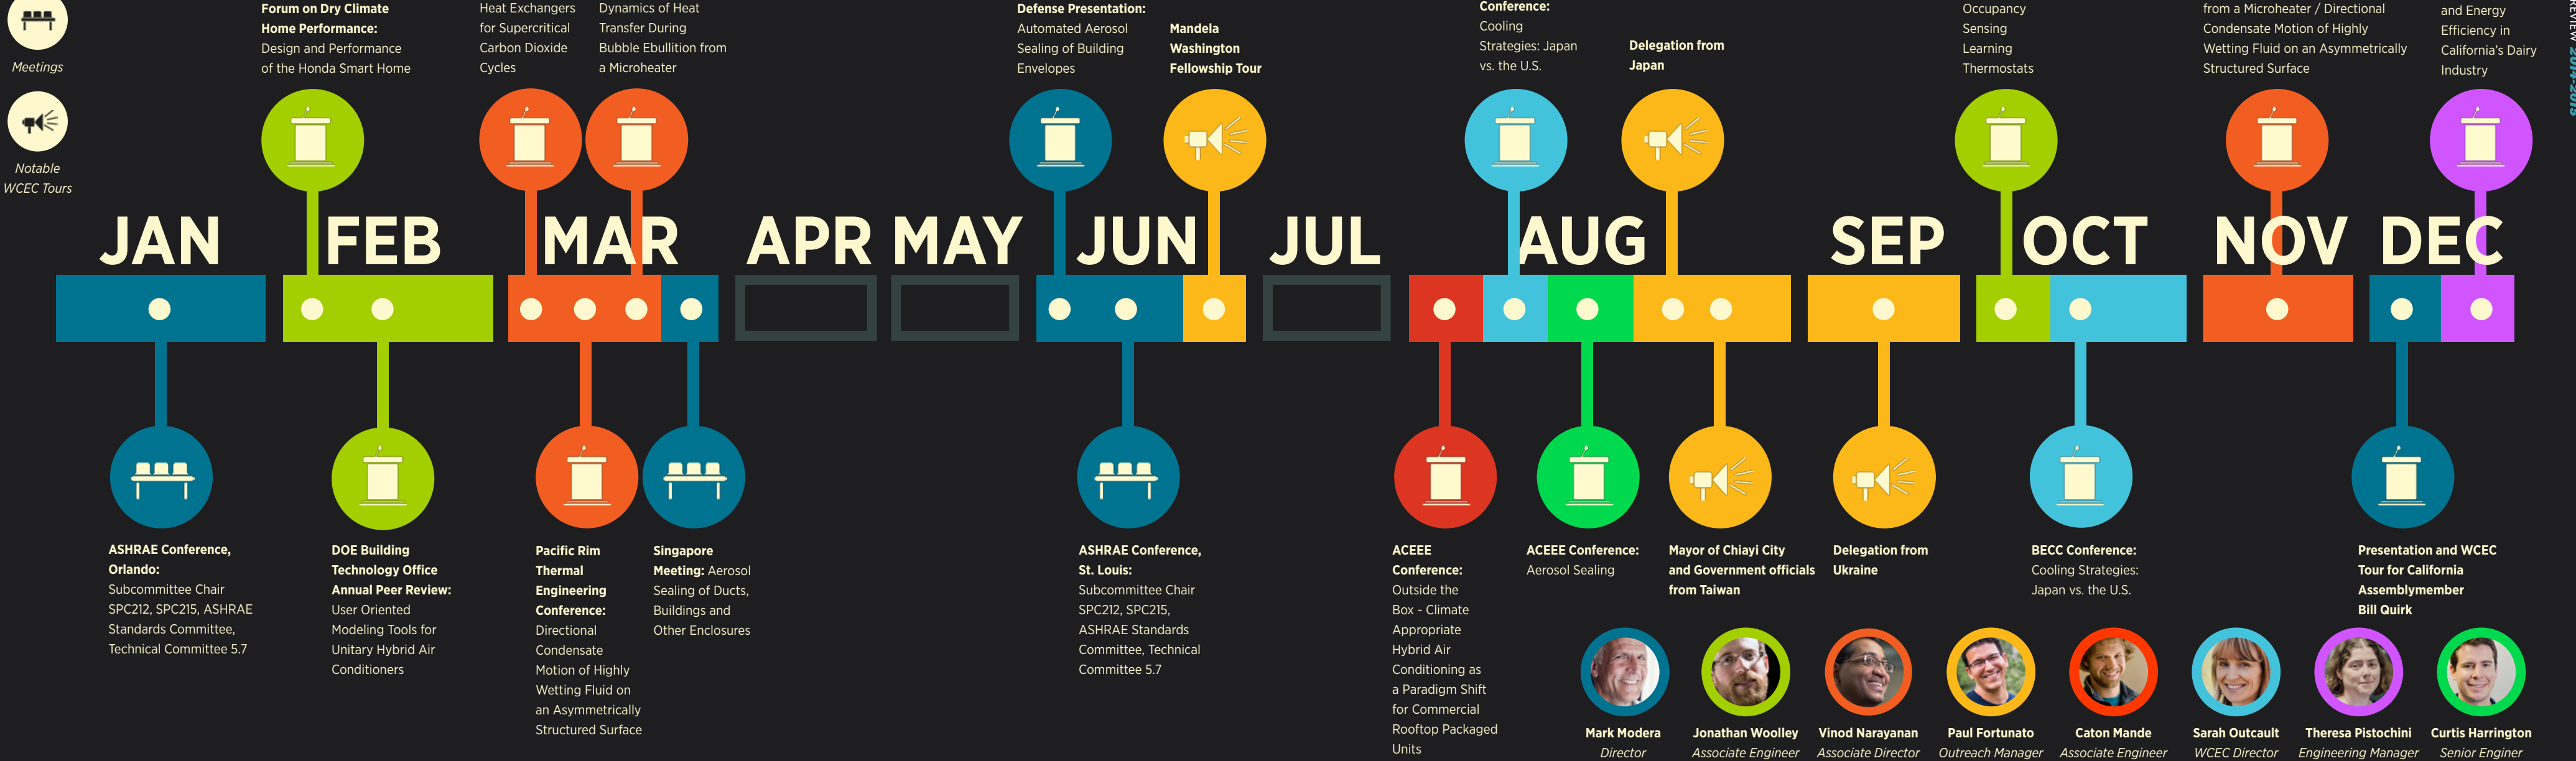 Meetings
Notable
WCEC Tours
Forum on Dry Climate
Home Performance:
Design and Performance
of the Honda Smart Home
Heat Exchangers
for Supercritical
Carbon Dioxide
Cycles
Dynamics of Heat
Transfer During
Bubble Ebullition from
a Microheater
Defense Presentation:
Automated Aerosol
Sealing of Building
Envelopes
Mandela
Washington
Fellowship Tour
Conference:
Cooling
Strategies: Japan
vs. the U.S.
Delegation from
Japan
Occupancy
Sensing
Learning
Thermostats
from a Microheater / Directional
Condensate Motion of Highly
Wetting Fluid on an Asymmetrically
Structured Surface
and Energy
Efficiency in
California's Dairy
Industry
REVIEW 2014-2015
JAN
FEB
MAR
APR
MAY
JUN
JUL
AUG
SEP
OCT
NOV
DEC
ASHRAE Conference,
Orlando:
Subcommittee Chair
SPC212, SPC215, ASHRAE
Standards Committee,
Technical Committee 5.7
DOE Building
Technology Office
Annual Peer Review:
User Oriented
Modeling Tools for
Unitary Hybrid Air
Conditioners
Pacific Rim
Thermal
Engineering
Conference:
Directional
Condensate
Motion of Highly
Wetting Fluid on
an Asymmetrically
Structured Surface
Singapore
Meeting: Aerosol
Sealing of Ducts,
Buildings and
Other Enclosures
ASHRAE Conference,
St. Louis:
Subcommittee Chair
SPC212, SPC215,
ASHRAE Standards
Committee, Technical
Committee 5.7
ACEEE
Conference:
Outside the
Box - Climate
Appropriate
Hybrid Air
Conditioning as
a Paradigm Shift
for Commercial
Rooftop Packaged
Units
ACEEE Conference:
Aerosol Sealing
Mayor of Chiayi City
and Government officials
from Taiwan
Delegation from
Ukraine
BECC Conference:
Cooling Strategies:
Japan vs. the U.S.
Presentation and WCEC
Tour for California
Assemblymember
Bill Quirk
Mark Modera
Director
Jonathan Woolley
Associate Engineer
Vinod Narayanan
Associate Director
Paul Fortunato
Outreach Manager
Caton Mande
Associate Engineer
Sarah Outcault
WCEC Director
Theresa Pistochini
Engineering Manager
Curtis Harrington
Senior Enginer